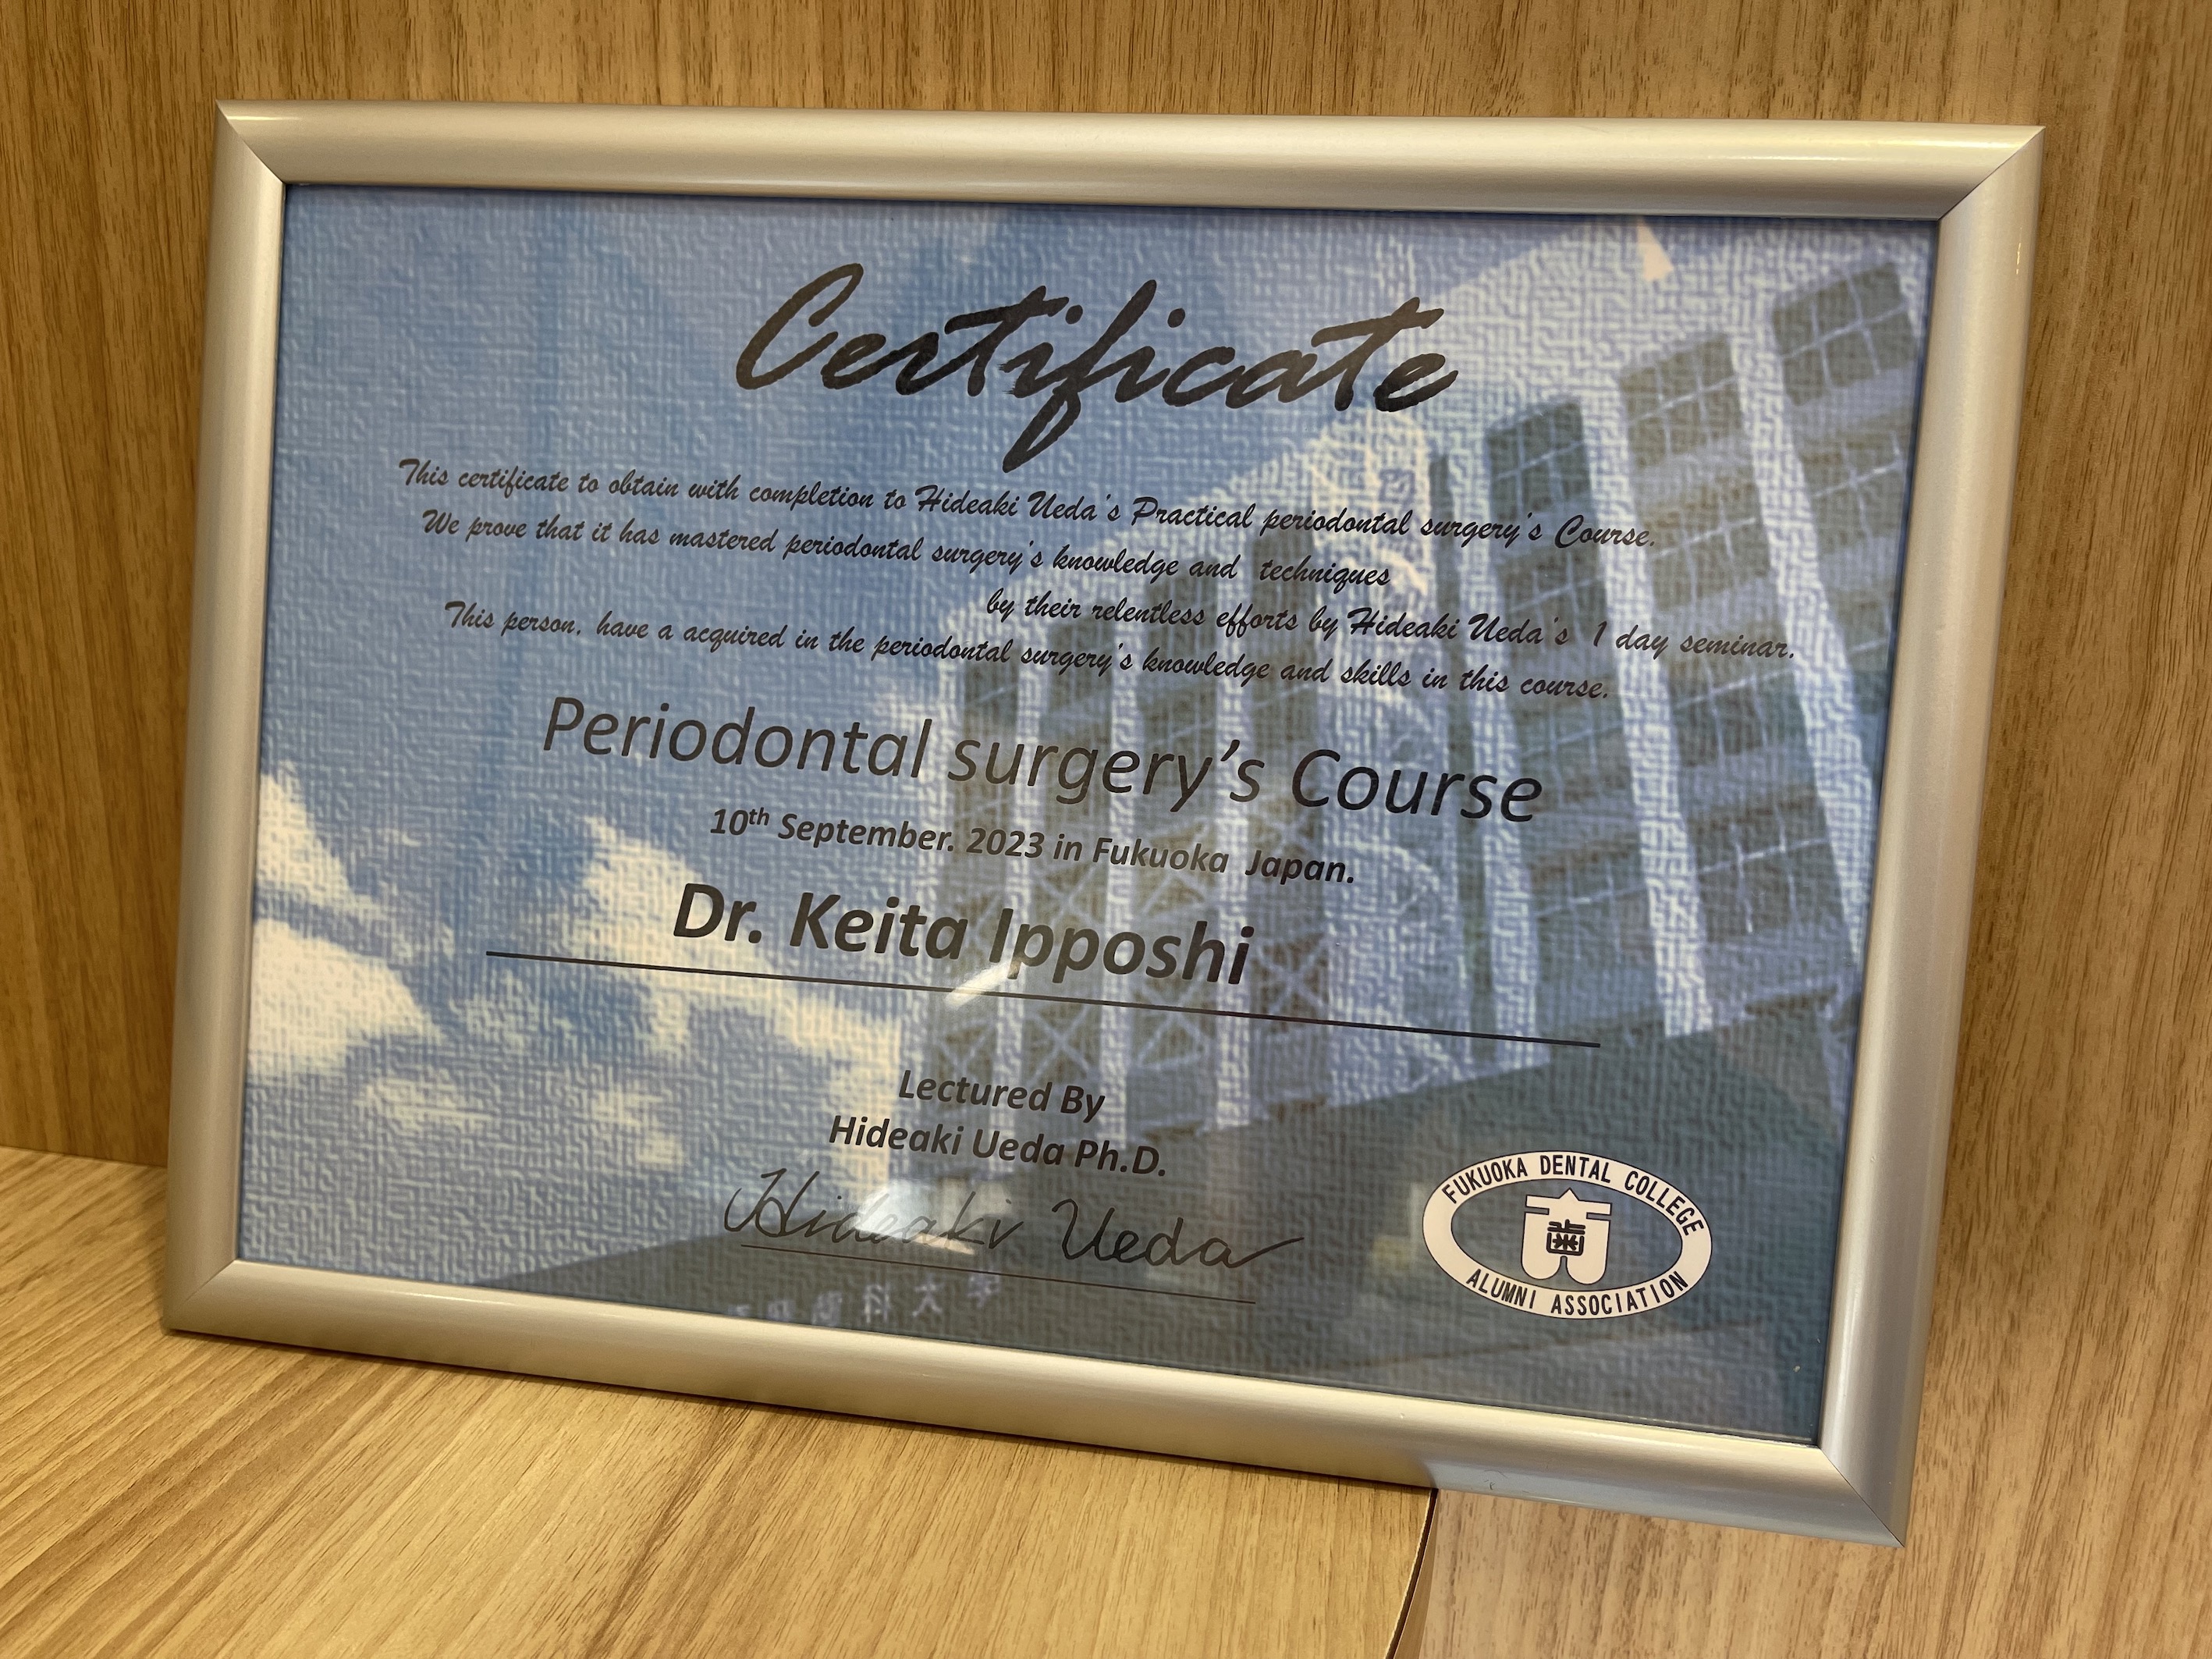 Certificate
This certificate to obtain with completion to Hideaki Ueda's Practical periodontal surgery's Course.
We prove that it has mastered periodontal surgery's knowledge and techniques
by their relentless efforts by Hideaki Ueda's 1 day seminar.
This person, have a acquired in the periodontal surgery's knowledge and skills in this course.
Periodontal surgery's Course
10th September. 2023 in Fukuoka Japan.
Dr. Keita Ipposhi
Lectured By
Hideaki Ueda Ph.D.
Hideaki Ueda
FUKUOKA DENTAL COLLEGE
歯
ALUMNI ASSOCIATION